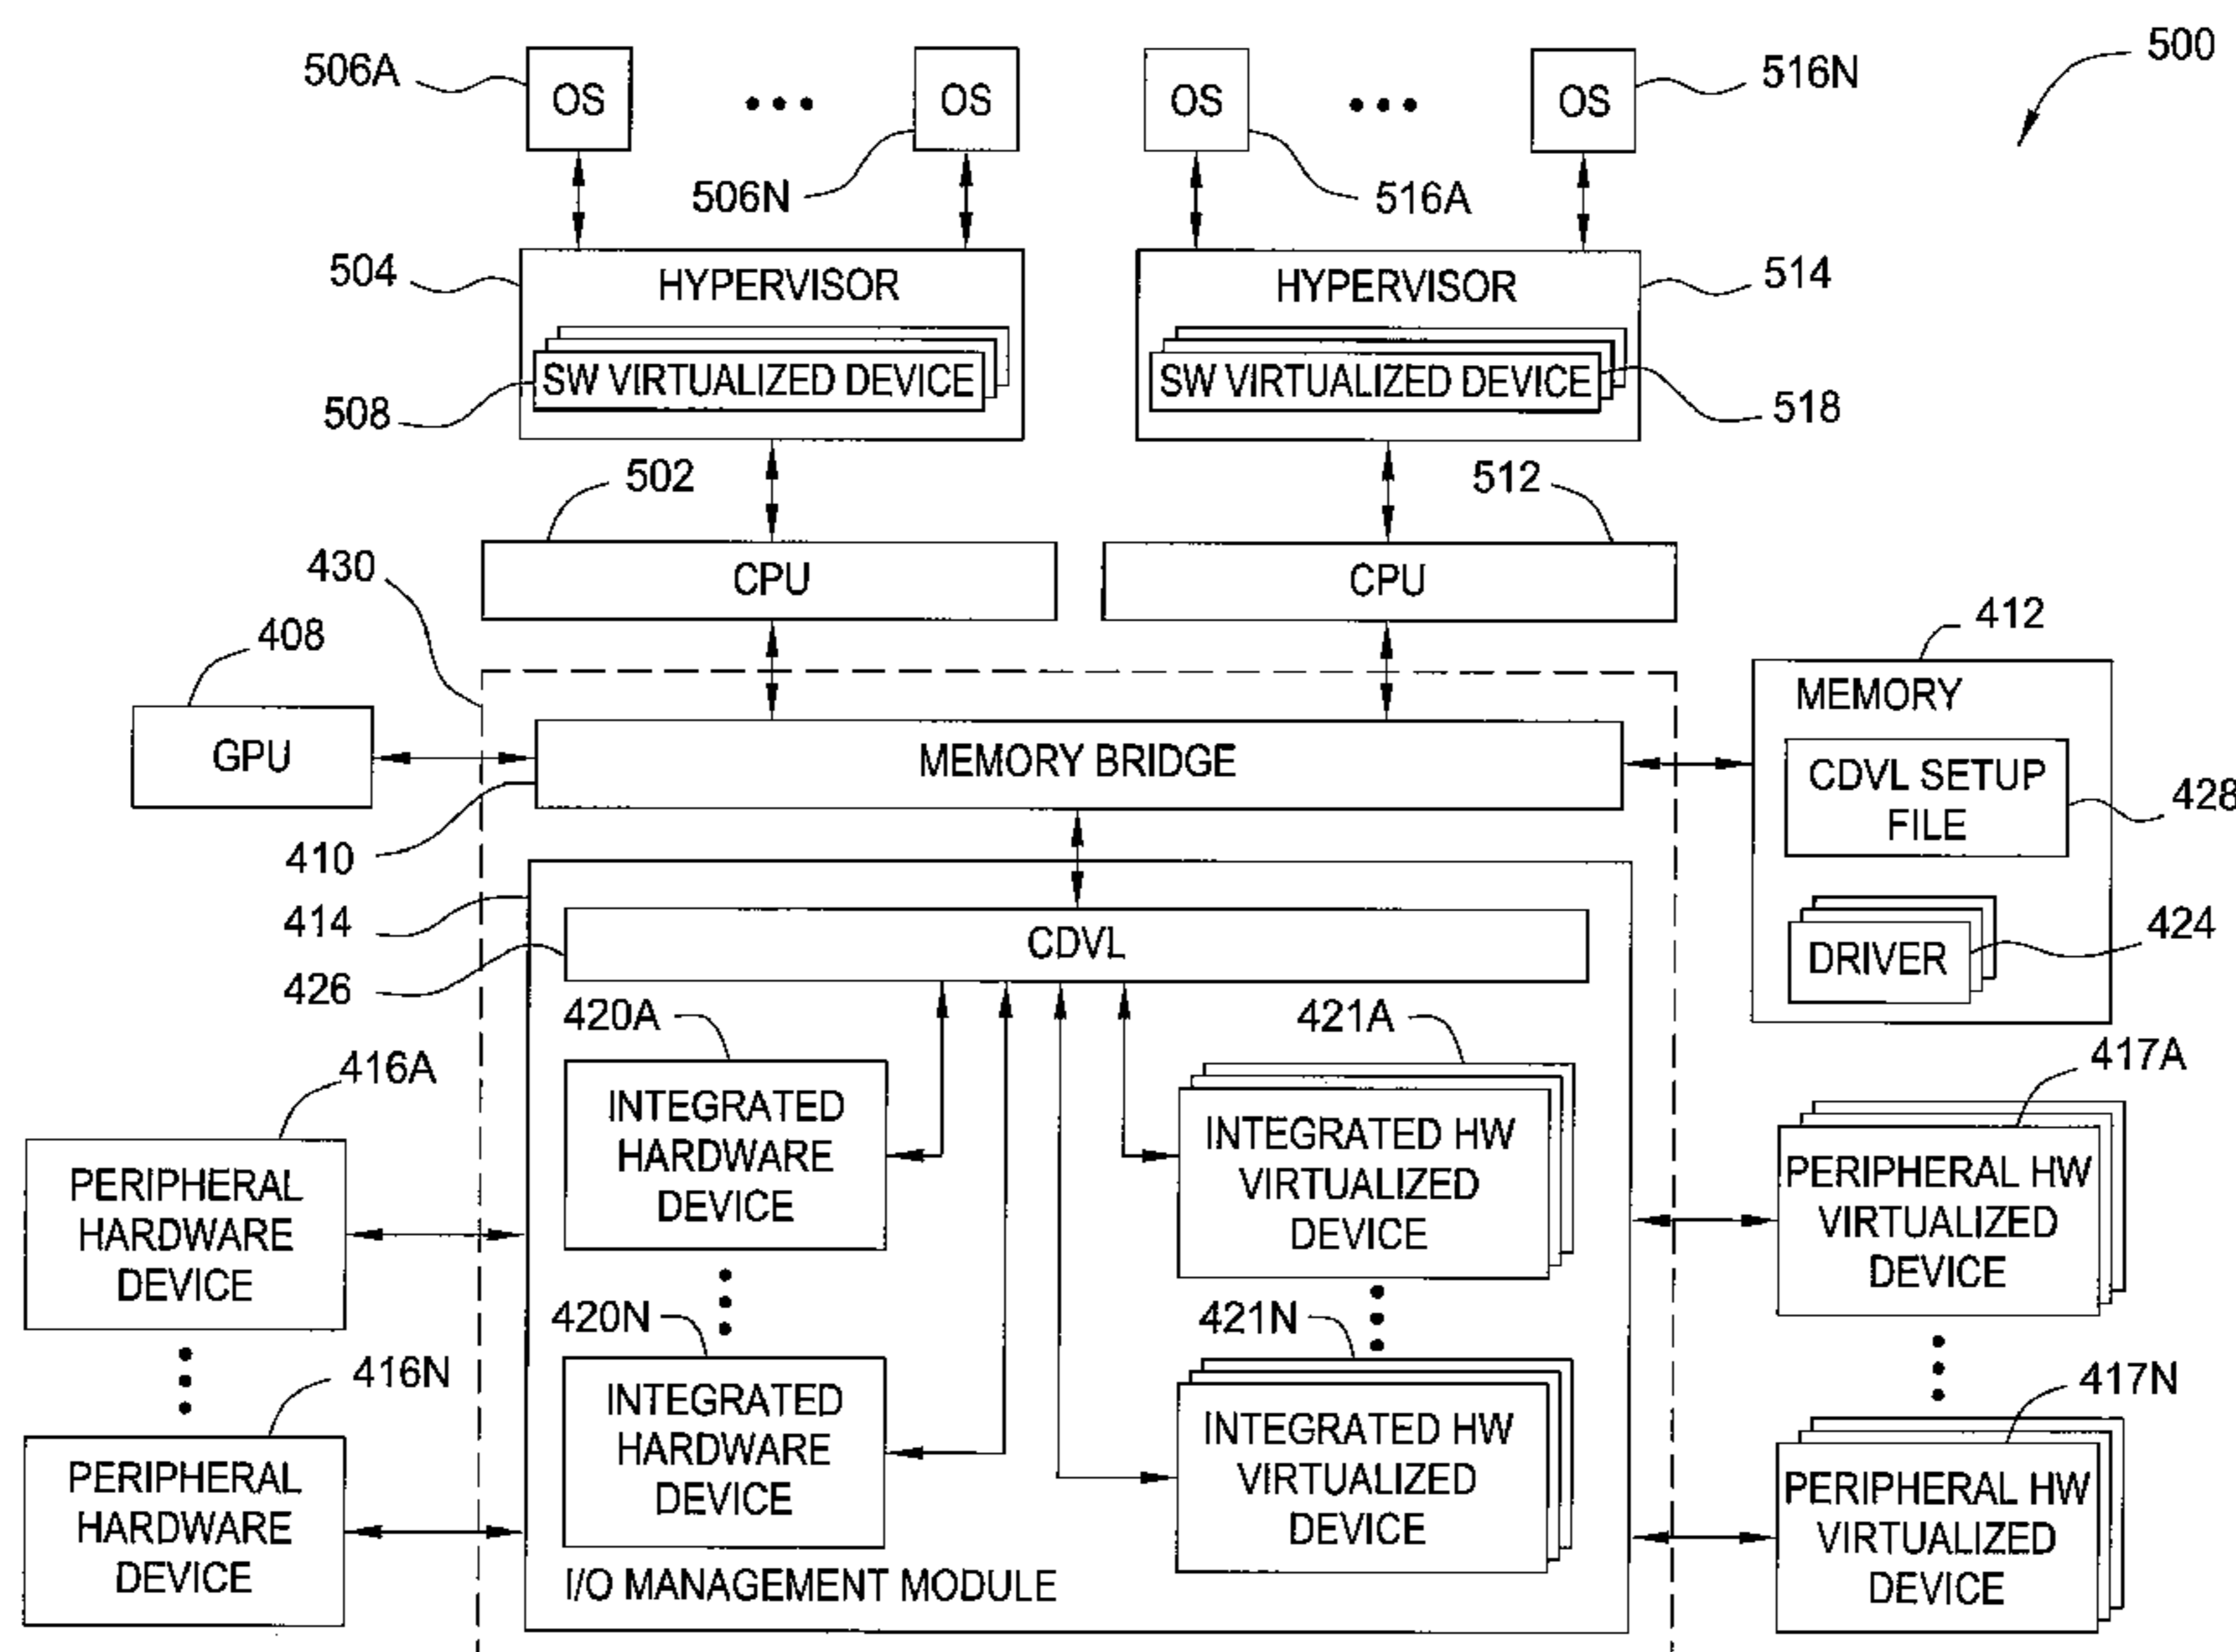 500
506A
OS
OS
OS
OS
516N
506N
516A
504
HYPERVISOR
HYPERVISOR
514
SW VIRTUALIZED DEVICE
SW VIRTUALIZED DEVICE
508
518
502
512
430
CPU
CPU
408
412
GPU
MEMORY BRIDGE
MEMORY
CDVL SETUP
FILE
428
410
414
CDVL
426
DRIVER
424
420A
421A
416A
417A
INTEGRATED
HARDWARE
DEVICE
INTEGRATED HW
VIRTUALIZED
DEVICE
PERIPHERAL
HARDWARE
DEVICE
PERIPHERAL HW
VIRTUALIZED
DEVICE
420N
421N
416N
417N
INTEGRATED
HARDWARE
DEVICE
INTEGRATED HW
VIRTUALIZED
DEVICE
PERIPHERAL
HARDWARE
DEVICE
PERIPHERAL HW
VIRTUALIZED
DEVICE
I/O MANAGEMENT MODULE